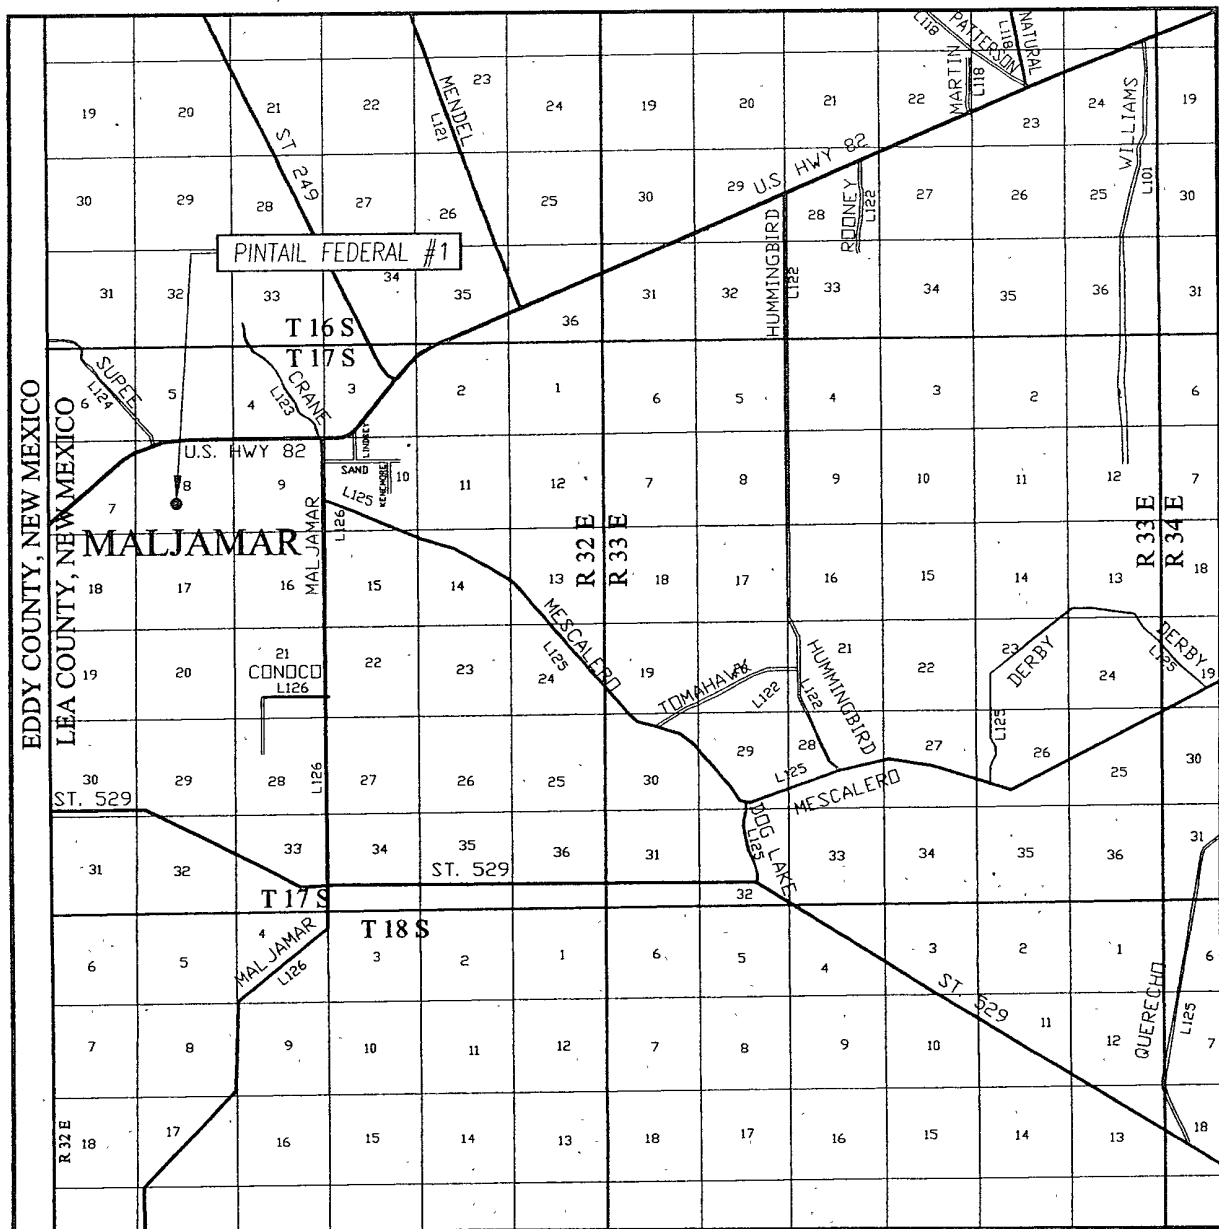 L118
PATTERSON
L118
NATURAL
MARTIN
L118
MENDEL
L121
23
19
20
21
22
24
19
20
21
22
23
24
19
WILLIAMS
L101
ST 249
U.S. HWY 82
30
29
28
27
26
25
30
29
28
27
26
25
30
ROONEY
L122
HUMMINGBIRD
L122
PINTAIL FEDERAL #1
31
32
33
34
35
36
31
32
33
34
35
36
31
T 16 S
T 17 S
SUPEE
L124
CRANE
L123
6
5
4
3
2
1
6
5
4
3
2
6
U.S. HWY 82
LINDSEY
SAND
KENEMORE
7
8
9
10
11
12
7
8
9
10
11
12
7
L125
L126
MALJAMAR
MALJAMAR
EDDY COUNTY, NEW MEXICO
LEA COUNTY, NEW MEXICO
R 32 E
R 33 E
R 33 E
R 34 E
18
17
16
15
14
13
18
17
16
15
14
13
18
MESCALERO
L125
DERBY
L125
DERBY
L125
19
20
21
22
23
24
19
21
22
23
24
19
CONOCO
L126
TOMAHAWK
L122
HUMMINGBIRD
L122
30
29
28
27
26
25
30
29
28
27
26
25
30
L126
ST. 529
L125
MESCALERO
DOG LAKE
L125
31
32
33
34
35
36
31
32
33
34
35
36
31
ST. 529
T 17 S
T 18 S
MALJAMAR
L126
6
5
4
3
2
1
6
5
4
3
2
1
6
ST. 529
QUERECHO
L125
7
8
9
10
11
12
7
8
9
10
11
12
7
R 32 E
18
17
16
15
14
13
18
17
16
15
14
13
18